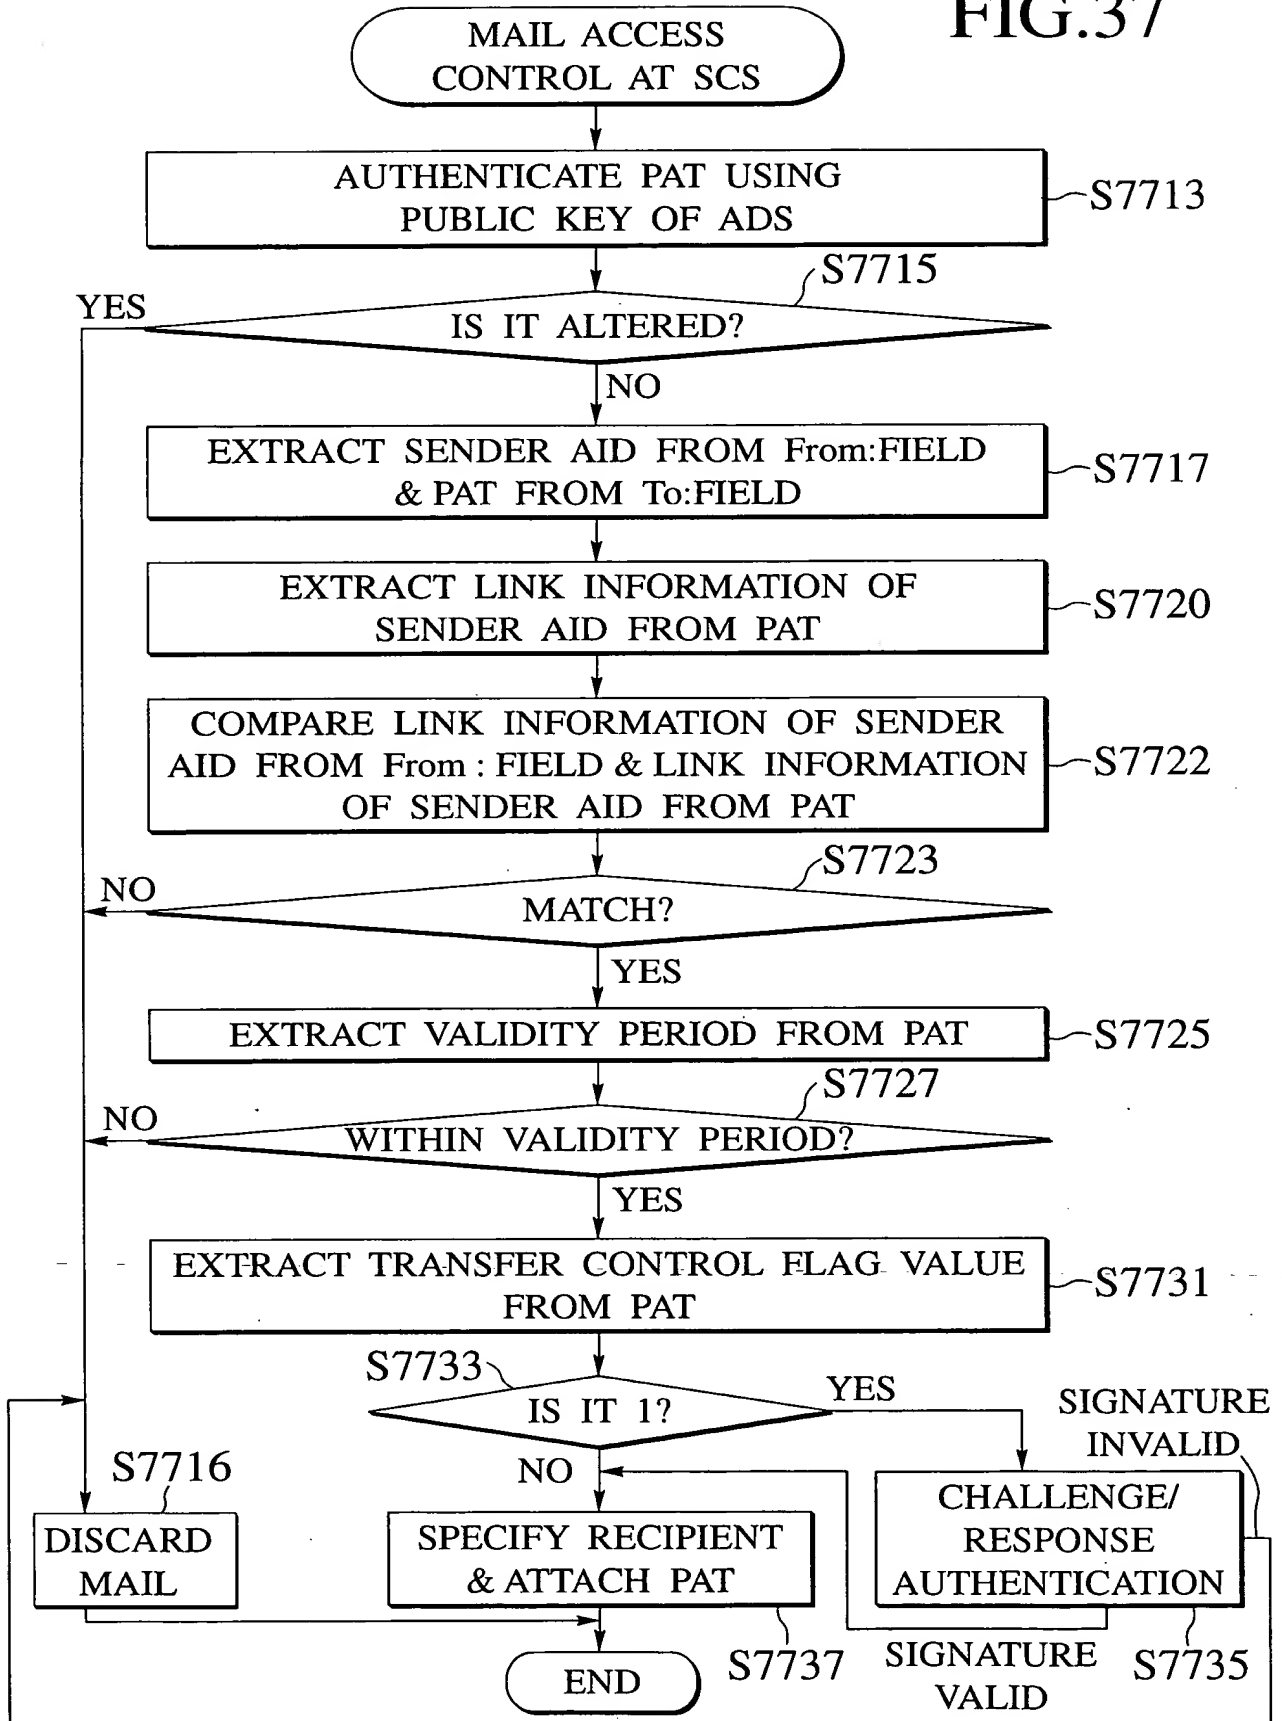 FIG.37
MAIL ACCESS
CONTROL AT SCS
AUTHENTICATE PAT USING
PUBLIC KEY OF ADS
S7713
S7715
YES
IS IT ALTERED?
NO
EXTRACT SENDER AID FROM From:FIELD
& PAT FROM To:FIELD
S7717
EXTRACT LINK INFORMATION OF
SENDER AID FROM PAT
S7720
COMPARE LINK INFORMATION OF SENDER
AID FROM From : FIELD & LINK INFORMATION
OF SENDER AID FROM PAT
S7722
S7723
NO
MATCH?
YES
EXTRACT VALIDITY PERIOD FROM PAT
S7725
S7727
NO
WITHIN VALIDITY PERIOD?
YES
EXTRACT TRANSFER CONTROL FLAG VALUE
FROM PAT
S7731
S7733
IS IT 1?
YES
SIGNATURE
INVALID
NO
S7716
DISCARD
MAIL
SPECIFY RECIPIENT
& ATTACH PAT
CHALLENGE/
RESPONSE
AUTHENTICATION
S7737
SIGNATURE
VALID
S7735
END